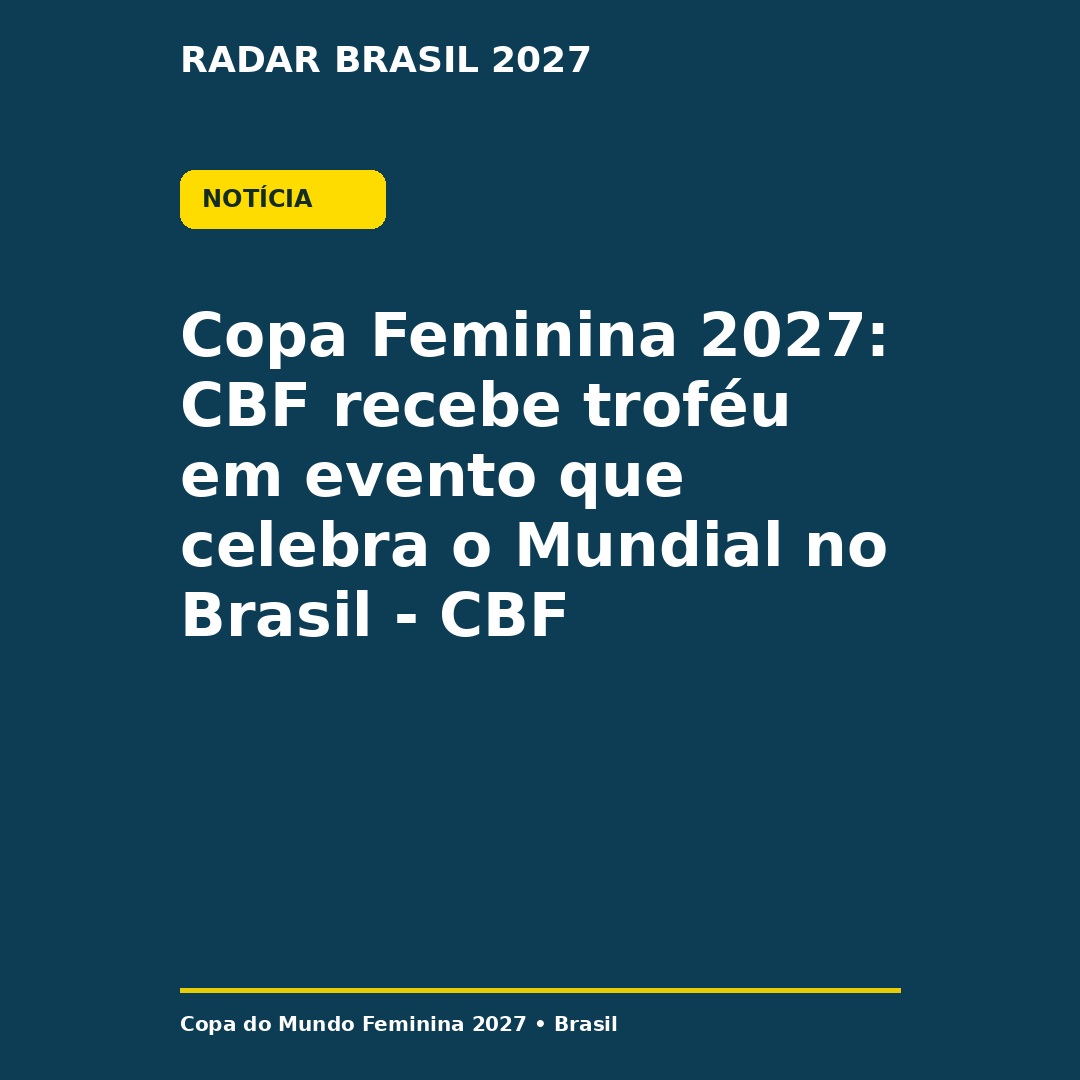 RADAR BRASIL 2027
NOTÍCIA
Copa Feminina 2027:
CBF recebe troféu
em evento que
celebra o Mundial no
Brasil - CBF
Copa do Mundo Feminina 2027 • Brasil